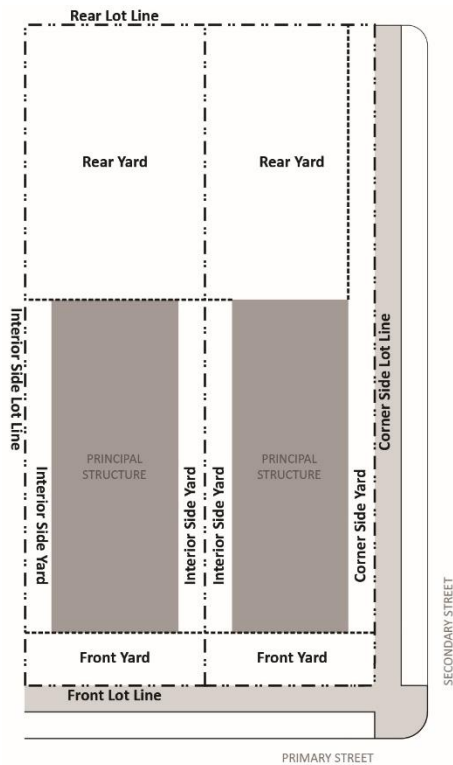 Rear Lot Line
Rear Yard
Rear Yard
Interior Side Lot Line
Corner Side Lot Line
PRINCIPAL
STRUCTURE
PRINCIPAL
STRUCTURE
Interior Side Yard
Interior Side Yard
Interior Side Yard
Corner Side Yard
SECONDARY STREET
Front Yard
Front Yard
Front Lot Line
PRIMARY STREET